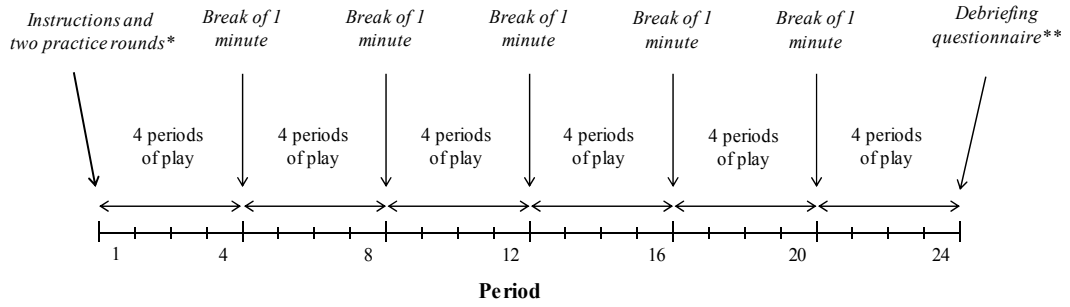 Instructions and
two practice rounds*
Break of 1
minute
Break of 1
minute
Break of 1
minute
Break of 1
minute
Break of 1
minute
Debriefing
questionnaire**
4 periods
of play
4 periods
of play
4 periods
of play
4 periods
of play
4 periods
of play
4 periods
of play
1 4 8 12 16 20 24
Period